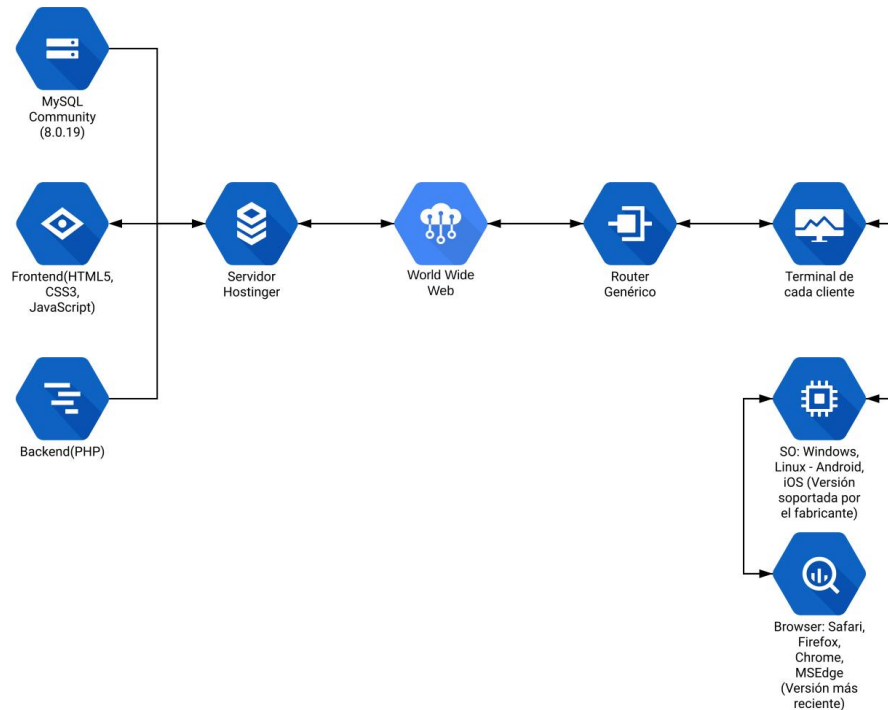 MySQL
Community
(8.0.19)
Frontend(HTML5,
CSS3,
JavaScript)
Servidor
Hostinger
World Wide
Web
Router
Genérico
Terminal de
cada cliente
Backend(PHP)
SO: Windows,
Linux - Android,
iOS (Versión
soportada por
el fabricante)
Browser: Safari,
Firefox,
Chrome,
MSEdge
(Versión más
reciente)